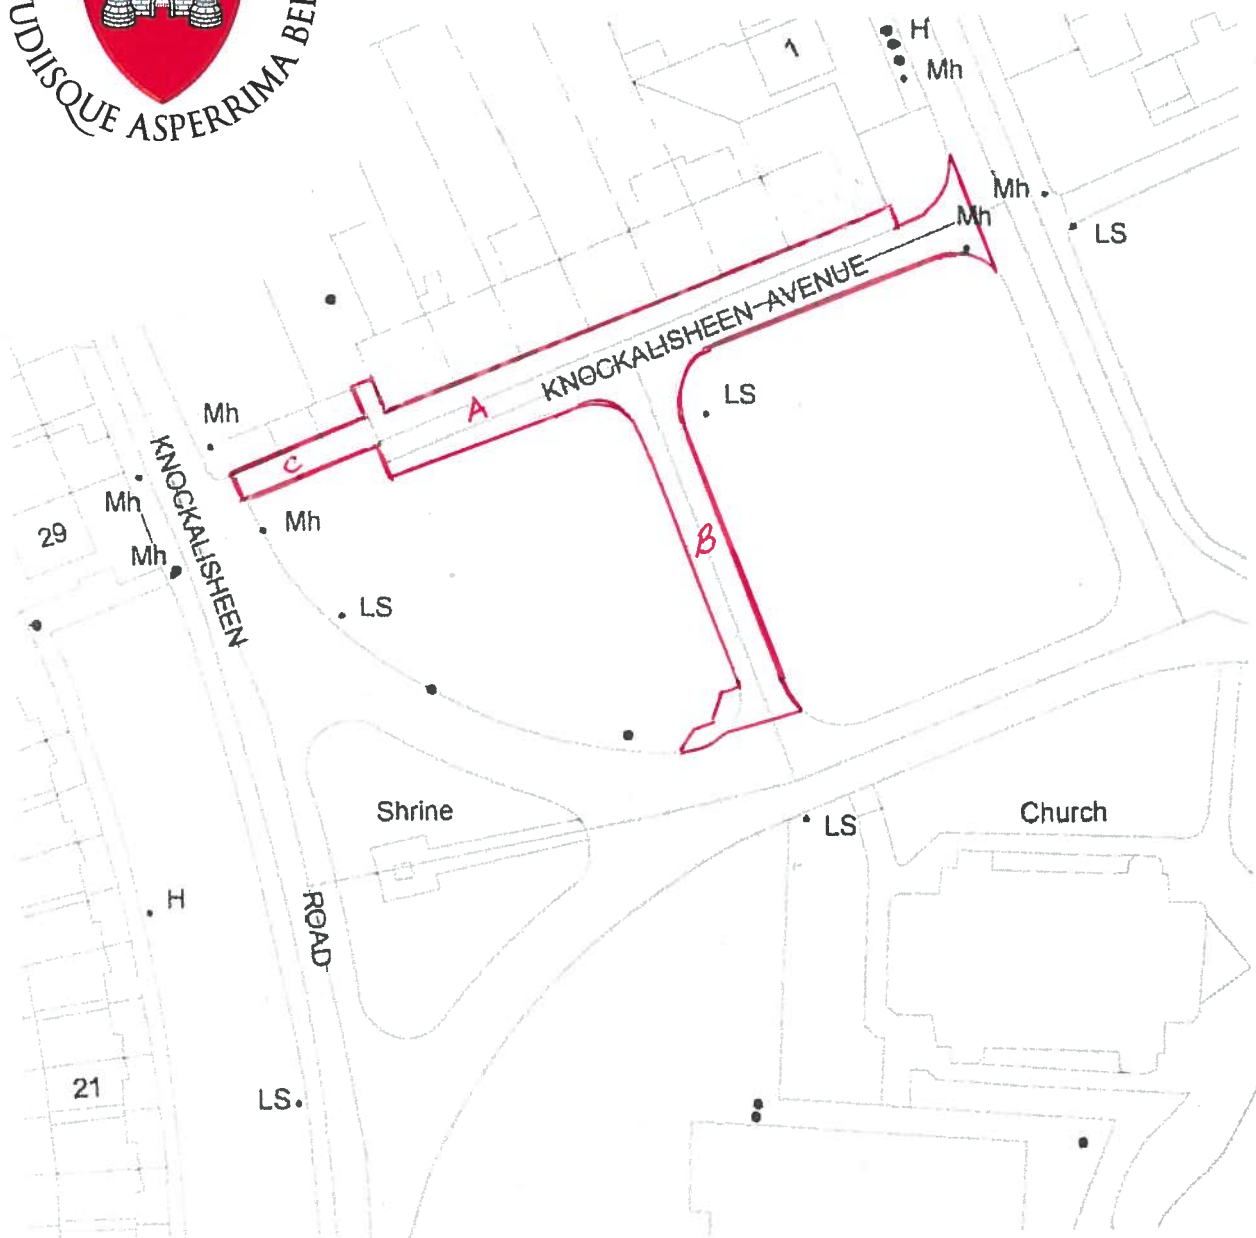 UDIISQUE ASPERRIMA BEL
1
H
Mh
Mh
Mh
LS
KNOCKALISHEEN AVENUE
A
LS
Mh
C
KNOCKALISHEEN
Mh
Mh
29
Mh
B
LS
Shrine
LS
Church
H
ROAD
21
LS